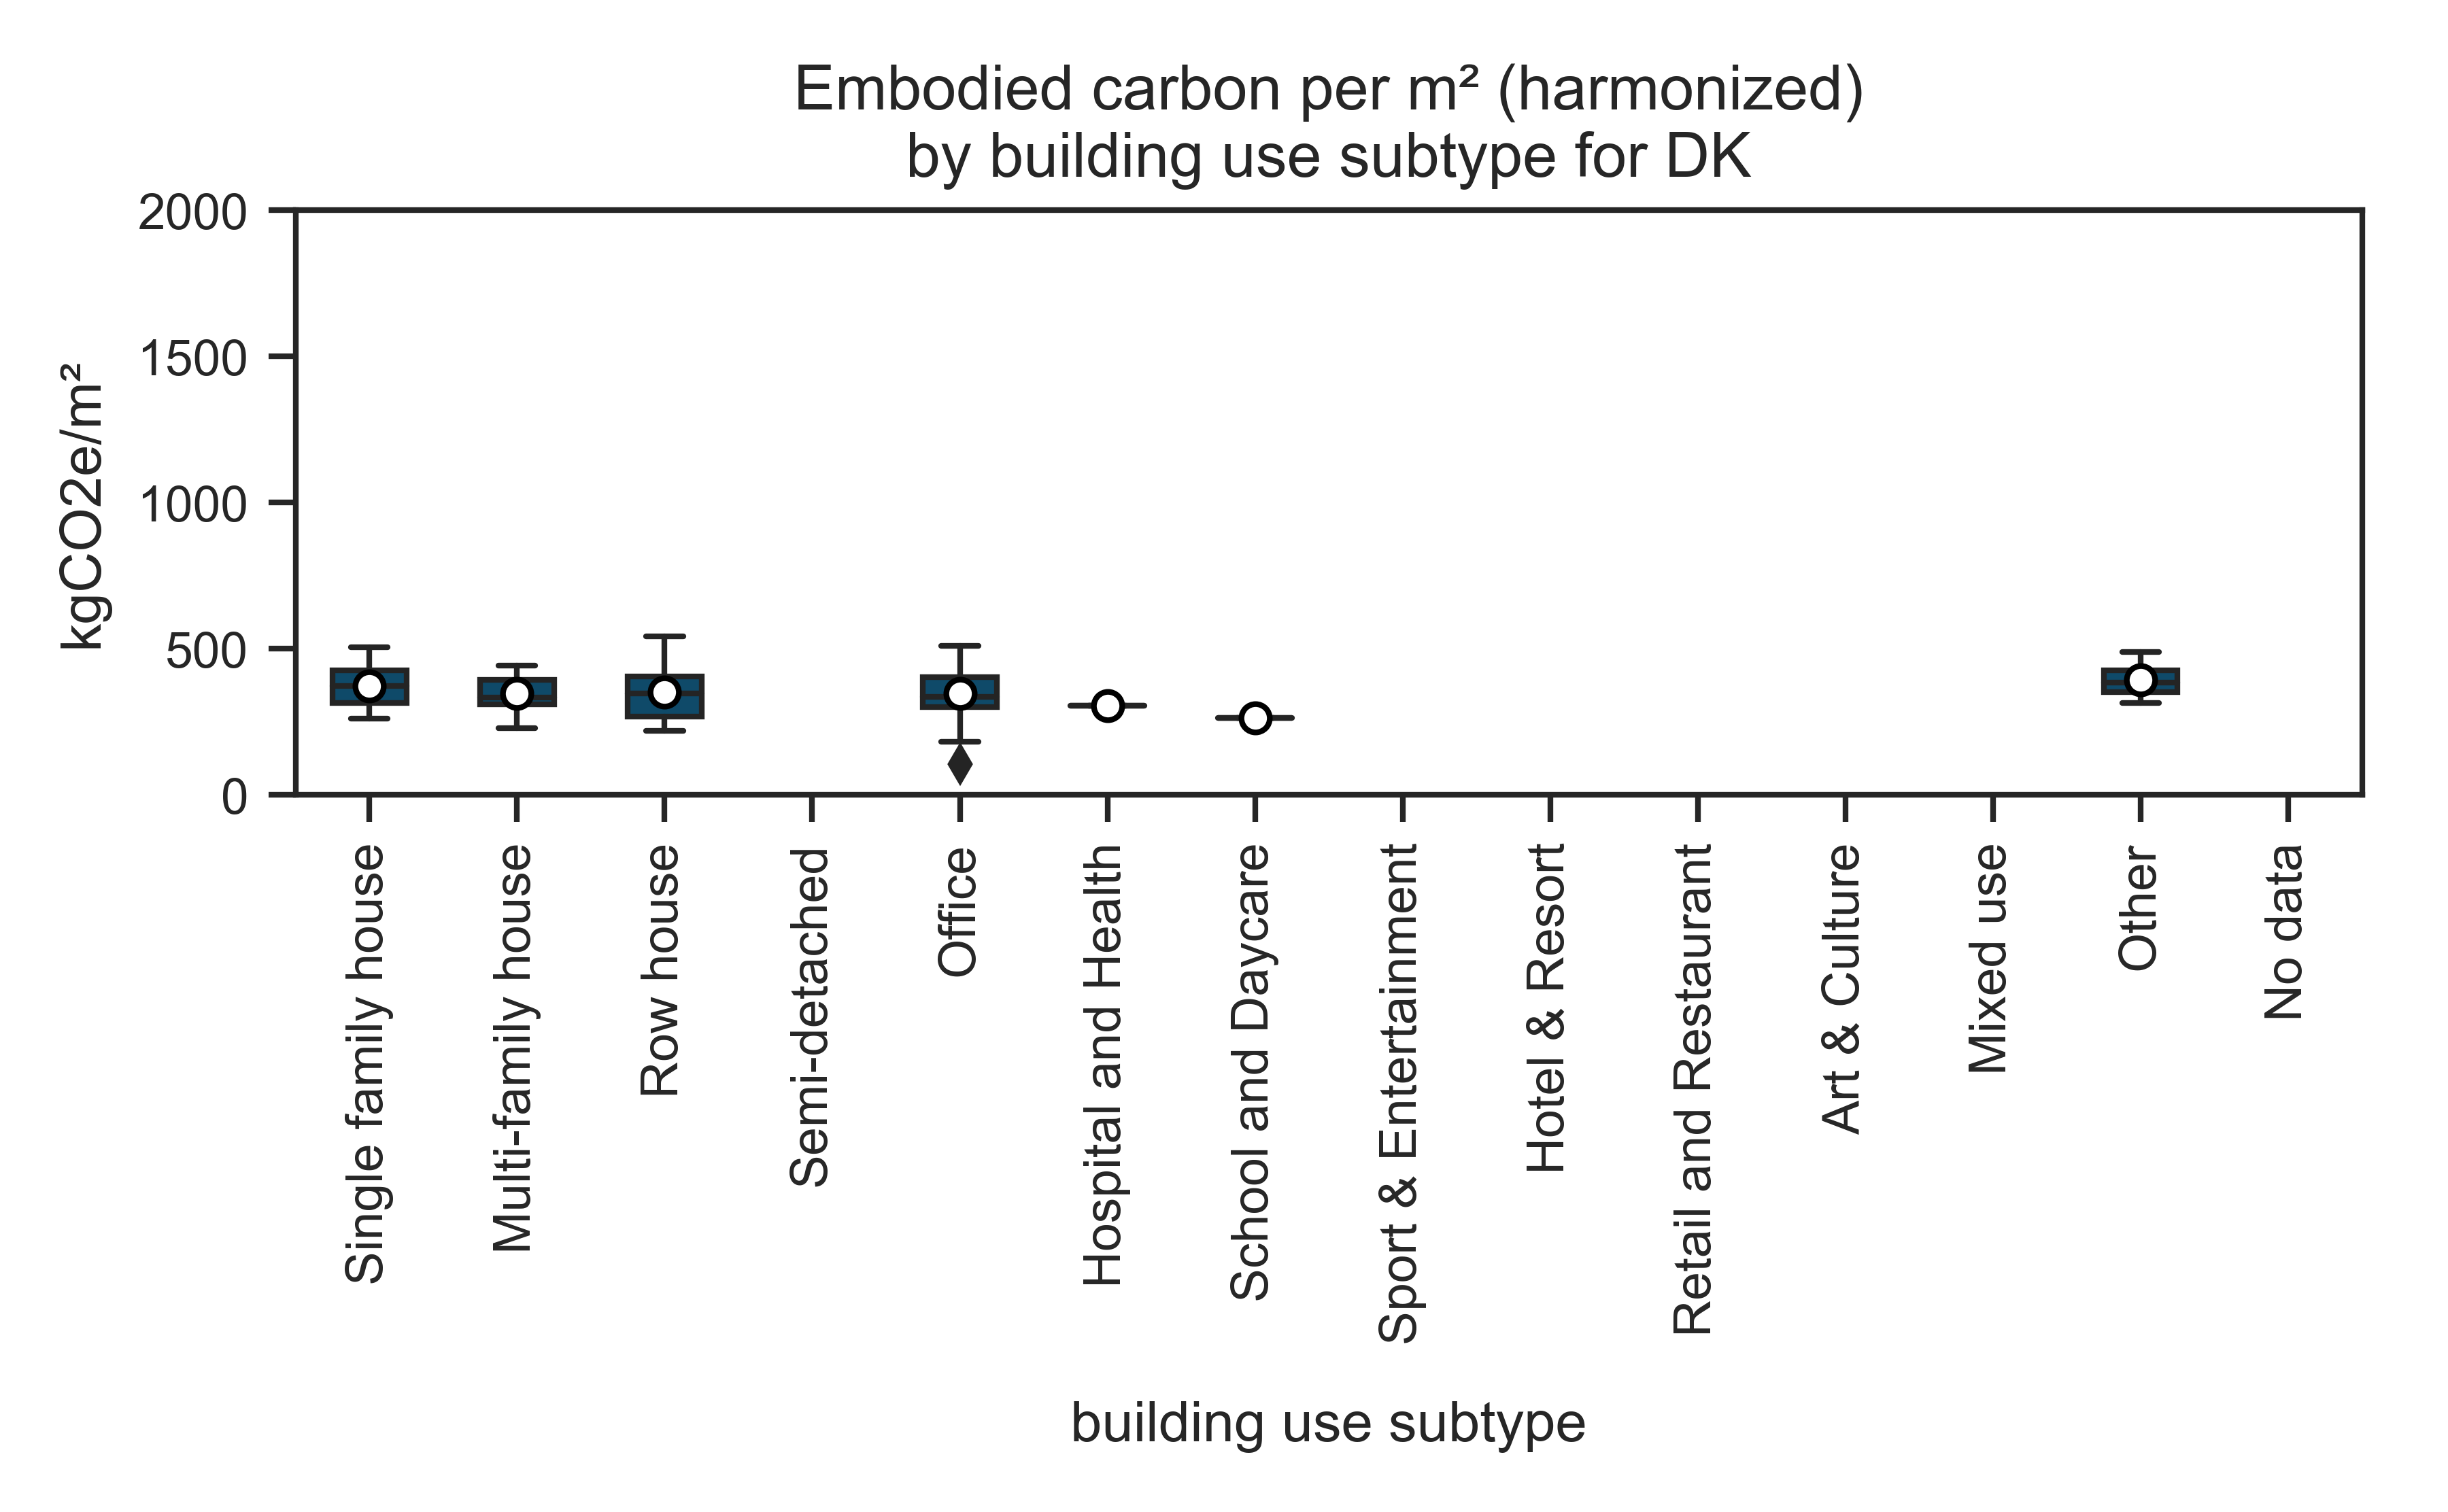 Embodied carbon per m² (harmonized)
by building use subtype for DK
kgCO2e/m²
2000
1500
1000
500
0
Single family house
Multi-family house
Row house
Semi-detached
Office
Hospital and Health
School and Daycare
Sport & Entertainment
Hotel & Resort
Retail and Restaurant
Art & Culture
Mixed use
Other
No data
building use subtype